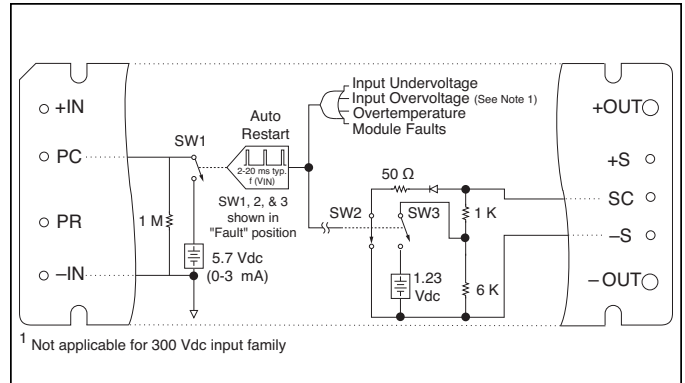 Input Undervoltage
Input Overvoltage (See Note 1)
Overtemperature
Module Faults
+IN
PC
PR
–IN
1 M
SW1
5.7 Vdc
(0-3 mA)
Auto
Restart
2-20 ms typ.
f (VIN)
SW1, 2, & 3
shown in
"Fault" position
50 Ω
SW2
SW3
1 K
1.23
Vdc
6 K
+OUT
+S
SC
–S
–OUT
1 Not applicable for 300 Vdc input family